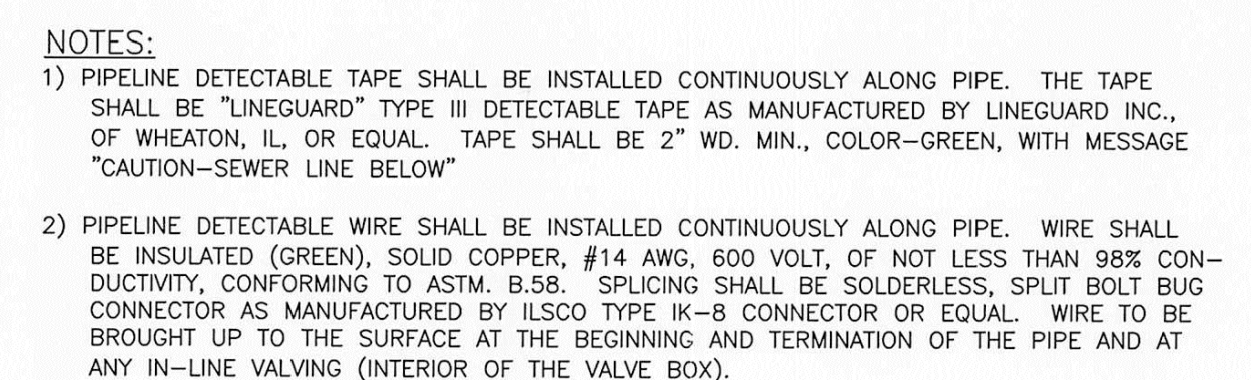 NOTES:
1) PIPELINE DETECTABLE TAPE SHALL BE INSTALLED CONTINUOUSLY ALONG PIPE. THE TAPE
SHALL BE "LINEGUARD" TYPE III DETECTABLE TAPE AS MANUFACTURED BY LINEGUARD INC.,
OF WHEATON, IL, OR EQUAL. TAPE SHALL BE 2" WD. MIN., COLOR-GREEN, WITH MESSAGE
"CAUTION-SEWER LINE BELOW"
2) PIPELINE DETECTABLE WIRE SHALL BE INSTALLED CONTINUOUSLY ALONG PIPE. WIRE SHALL
BE INSULATED (GREEN), SOLID COPPER, #14 AWG, 600 VOLT, OF NOT LESS THAN 98% CON-
DUCTIVITY, CONFORMING TO ASTM. B.58. SPLICING SHALL BE SOLDERLESS, SPLIT BOLT BUG
CONNECTOR AS MANUFACTURED BY ILSCO TYPE IK-8 CONNECTOR OR EQUAL. WIRE TO BE
BROUGHT UP TO THE SURFACE AT THE BEGINNING AND TERMINATION OF THE PIPE AND AT
ANY IN-LINE VALVING (INTERIOR OF THE VALVE BOX).